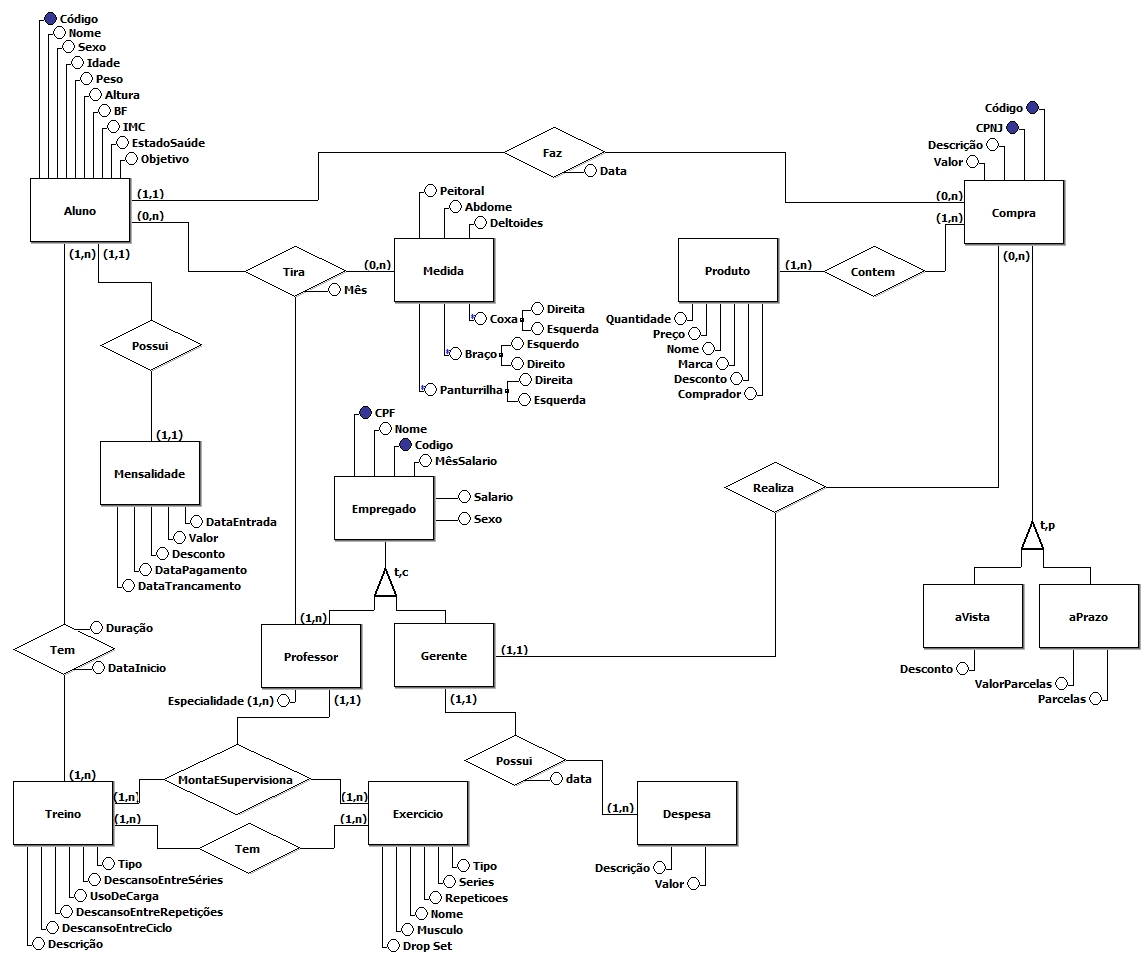 Código
Nome
Sexo
Idade
Peso
Altura
BF
IMC
EstadoSaúde
Objetivo
Aluno
(1,1)
(0,n)
(1,n)
(1,1)
Faz
Data
Código
CPNJ
Descrição
Valor
Compra
(0,n)
(1,n)
(0,n)
Tira
Mês
(0,n)
Peitoral
Abdome
Deltoides
Medida
Coxa
Direita
Esquerda
Braço
Esquerdo
Direito
Panturrilha
Direita
Esquerda
Produto
(1,n)
Contem
Quantidade
Preço
Nome
Marca
Desconto
Comprador
Possui
(1,1)
Mensalidade
DataEntrada
Valor
Desconto
DataPagamento
DataTrancamento
CPF
Nome
Codigo
MêsSalario
Empregado
Salario
Sexo
t,c
Realiza
t,p
aVista
aPrazo
Desconto
ValorParcelas
Parcelas
(1,n)
Professor
Especialidade (1,n)
(1,1)
Gerente
(1,1)
(1,1)
Duração
Tem
DataInicio
(1,n)
Possui
data
(1,n)
Despesa
Descrição
Valor
MontaESupervisiona
(1,n)
(1,n)
Treino
(1,n)
Tem
(1,n)
Exercicio
Tipo
DescansoEntreSéries
UsoDeCarga
DescansoEntreRepetições
DescansoEntreCiclo
Descrição
Tipo
Series
Repeticoes
Nome
Musculo
Drop Set